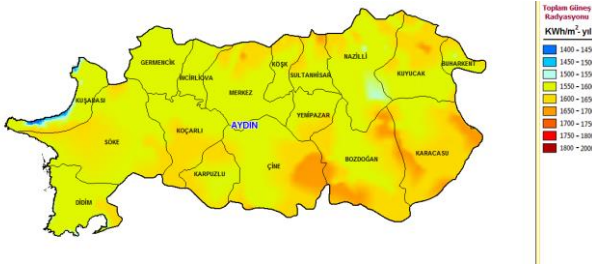 Toplam Güneş
Radyasyonu
KWh/m²-yıl
1400 - 145
1450 - 150
1500 - 155
1550 - 160
1600 - 165
1650 - 170
1700 - 175
1750 - 180
1800 - 200
GERMENCİK
İNCİRLİOVA
MERKEZ
KÖŞK
SULTANHİSAR
NAZİLLİ
KUYUCAK
BUHARKENT
KUŞADASI
SÖKE
KOÇARLI
AYDIN
YENİPAZAR
KARPUZLU
ÇİNE
BOZDOĞAN
KARACASU
DİDİM